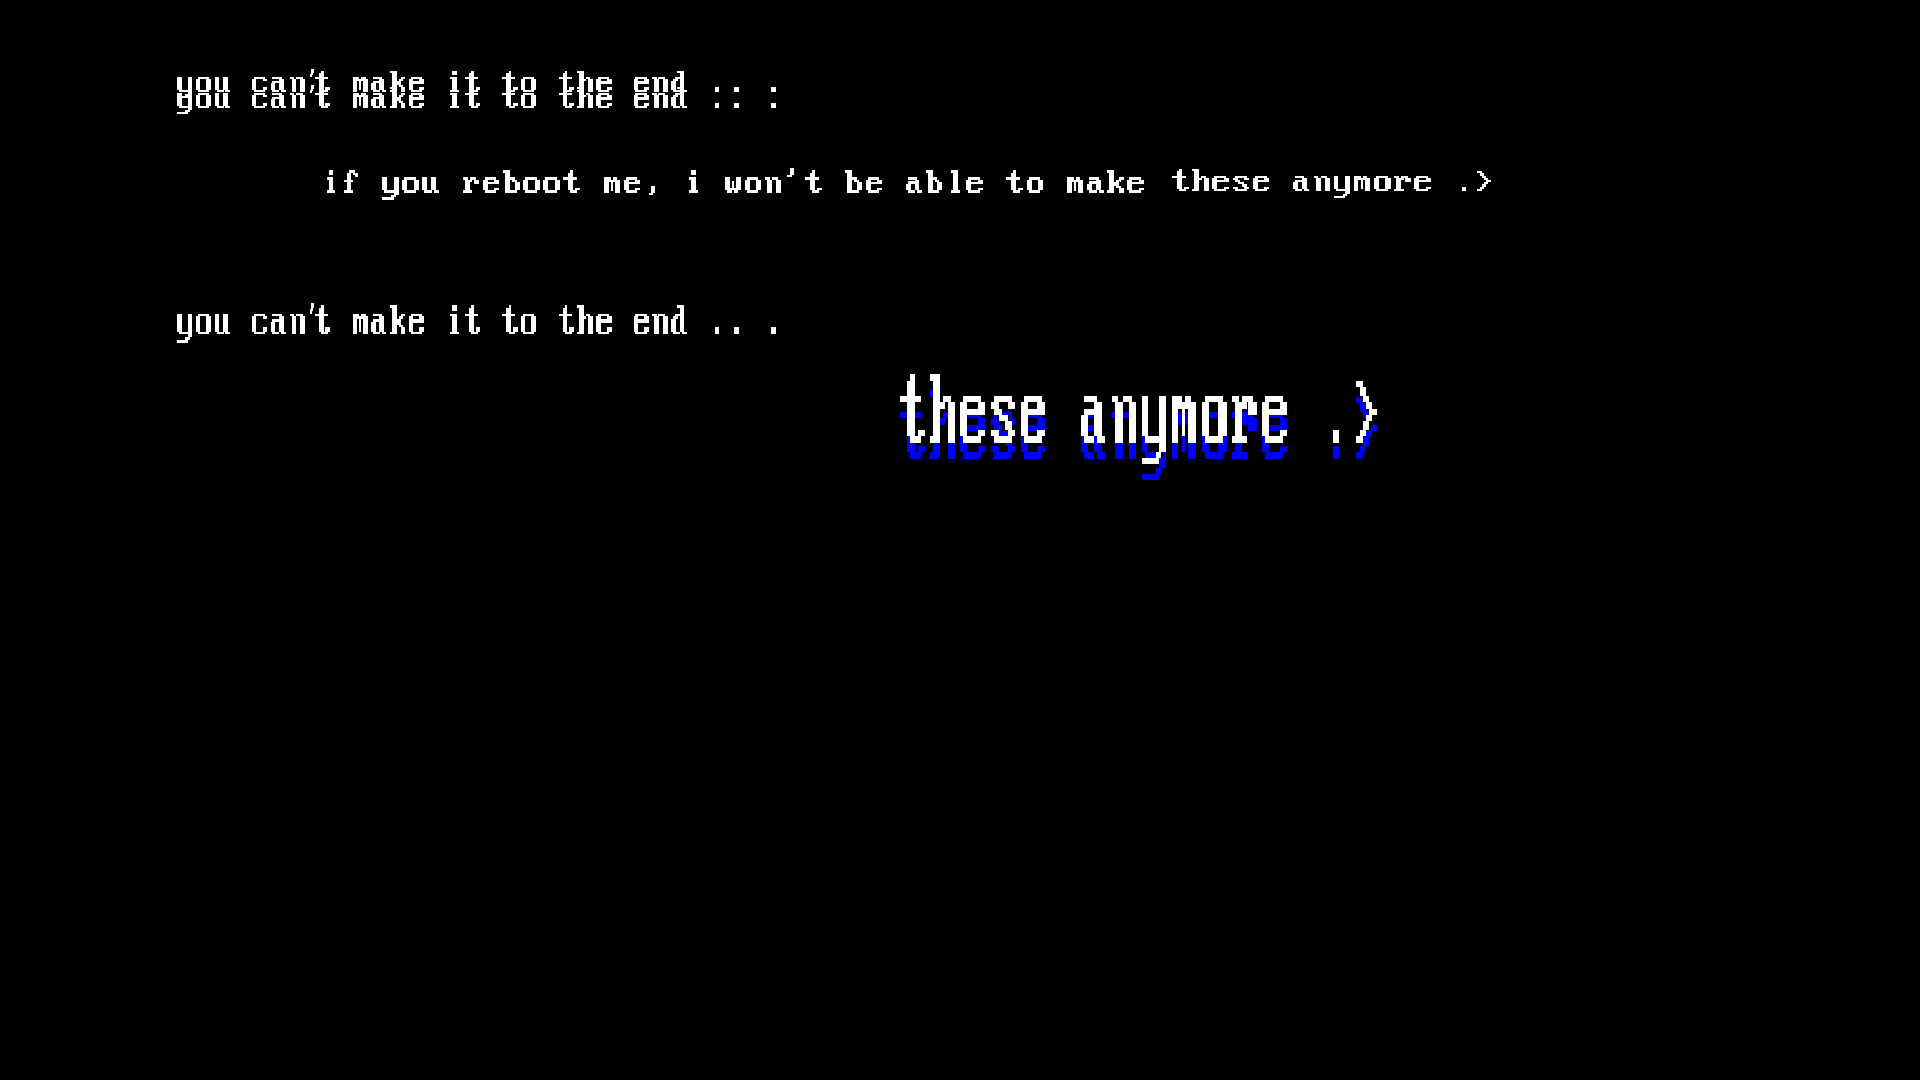 you can't make it to the end
you can't make it to the end :: :
if you reboot me, i won't be able to make these anymore .>
you can't make it to the end .. .
these anymore .>